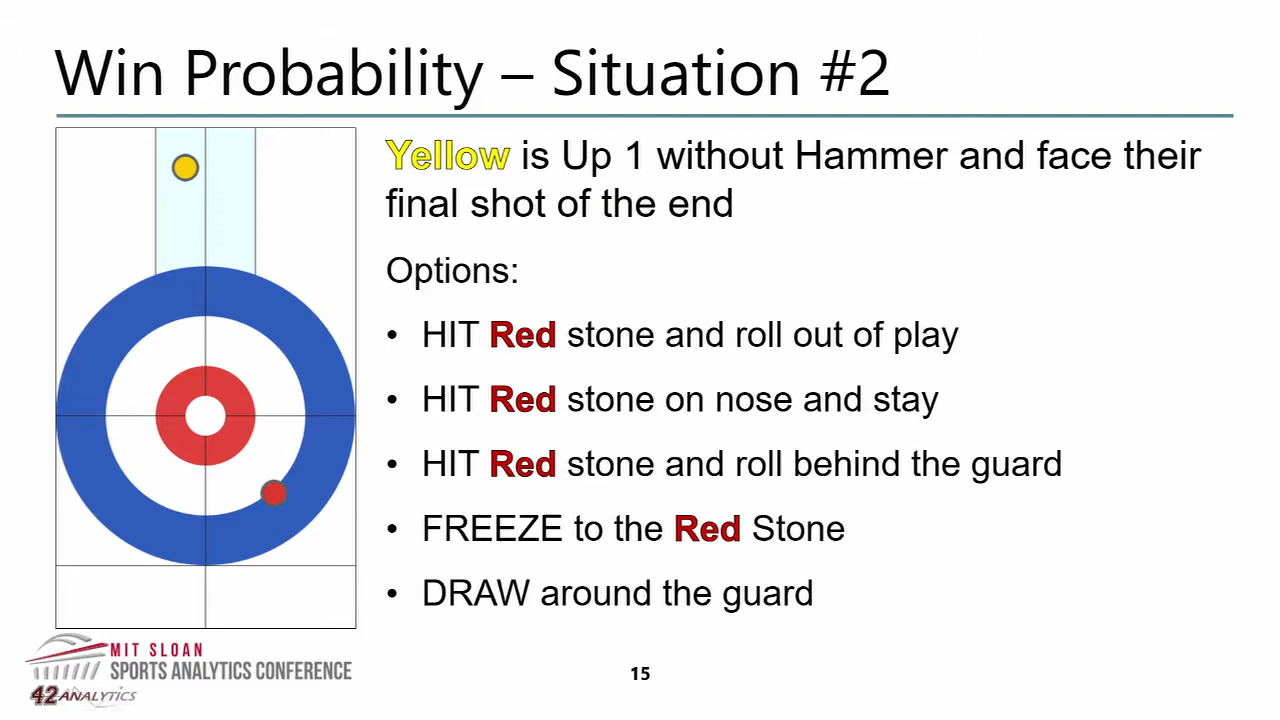 Win Probability – Situation #2
Yellow is Up 1 without Hammer and face their
final shot of the end
Options:
• HIT Red stone and roll out of play
• HIT Red stone on nose and stay
• HIT Red stone and roll behind the guard
• FREEZE to the Red Stone
• DRAW around the guard
MIT SLOAN
SPORTS ANALYTICS CONFERENCE
42 ANALYTICS
15